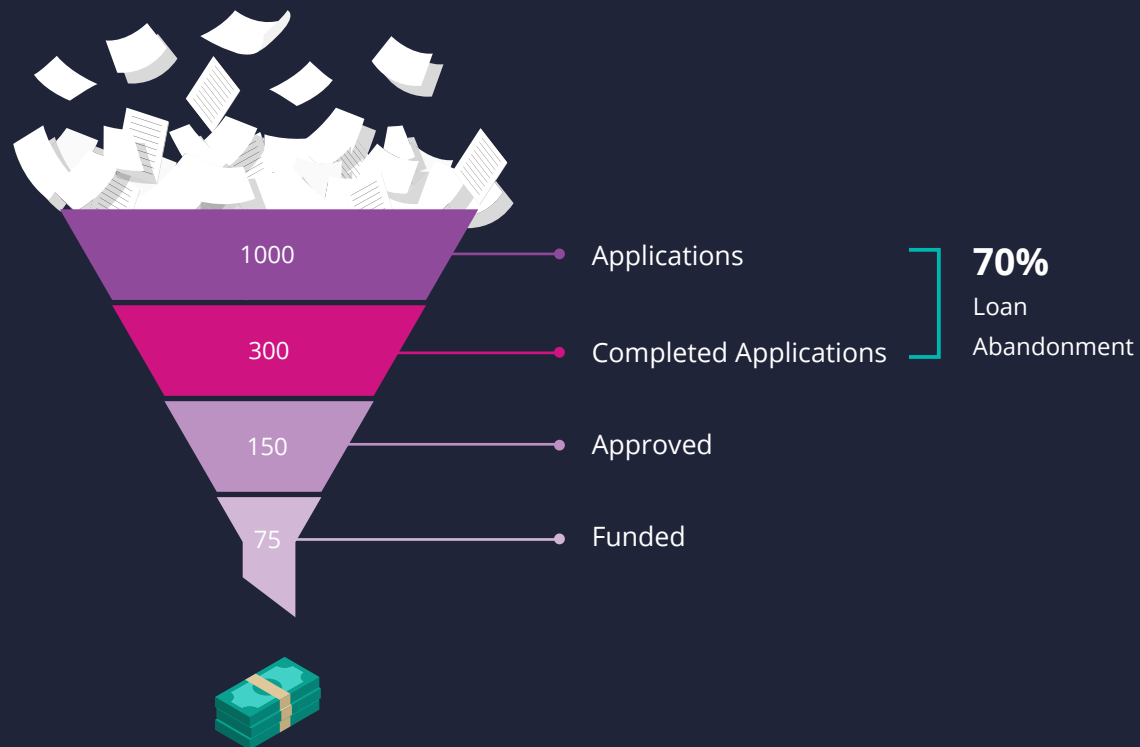 1000
Applications
70%
Loan
Abandonment
300
Completed Applications
150
Approved
75
Funded